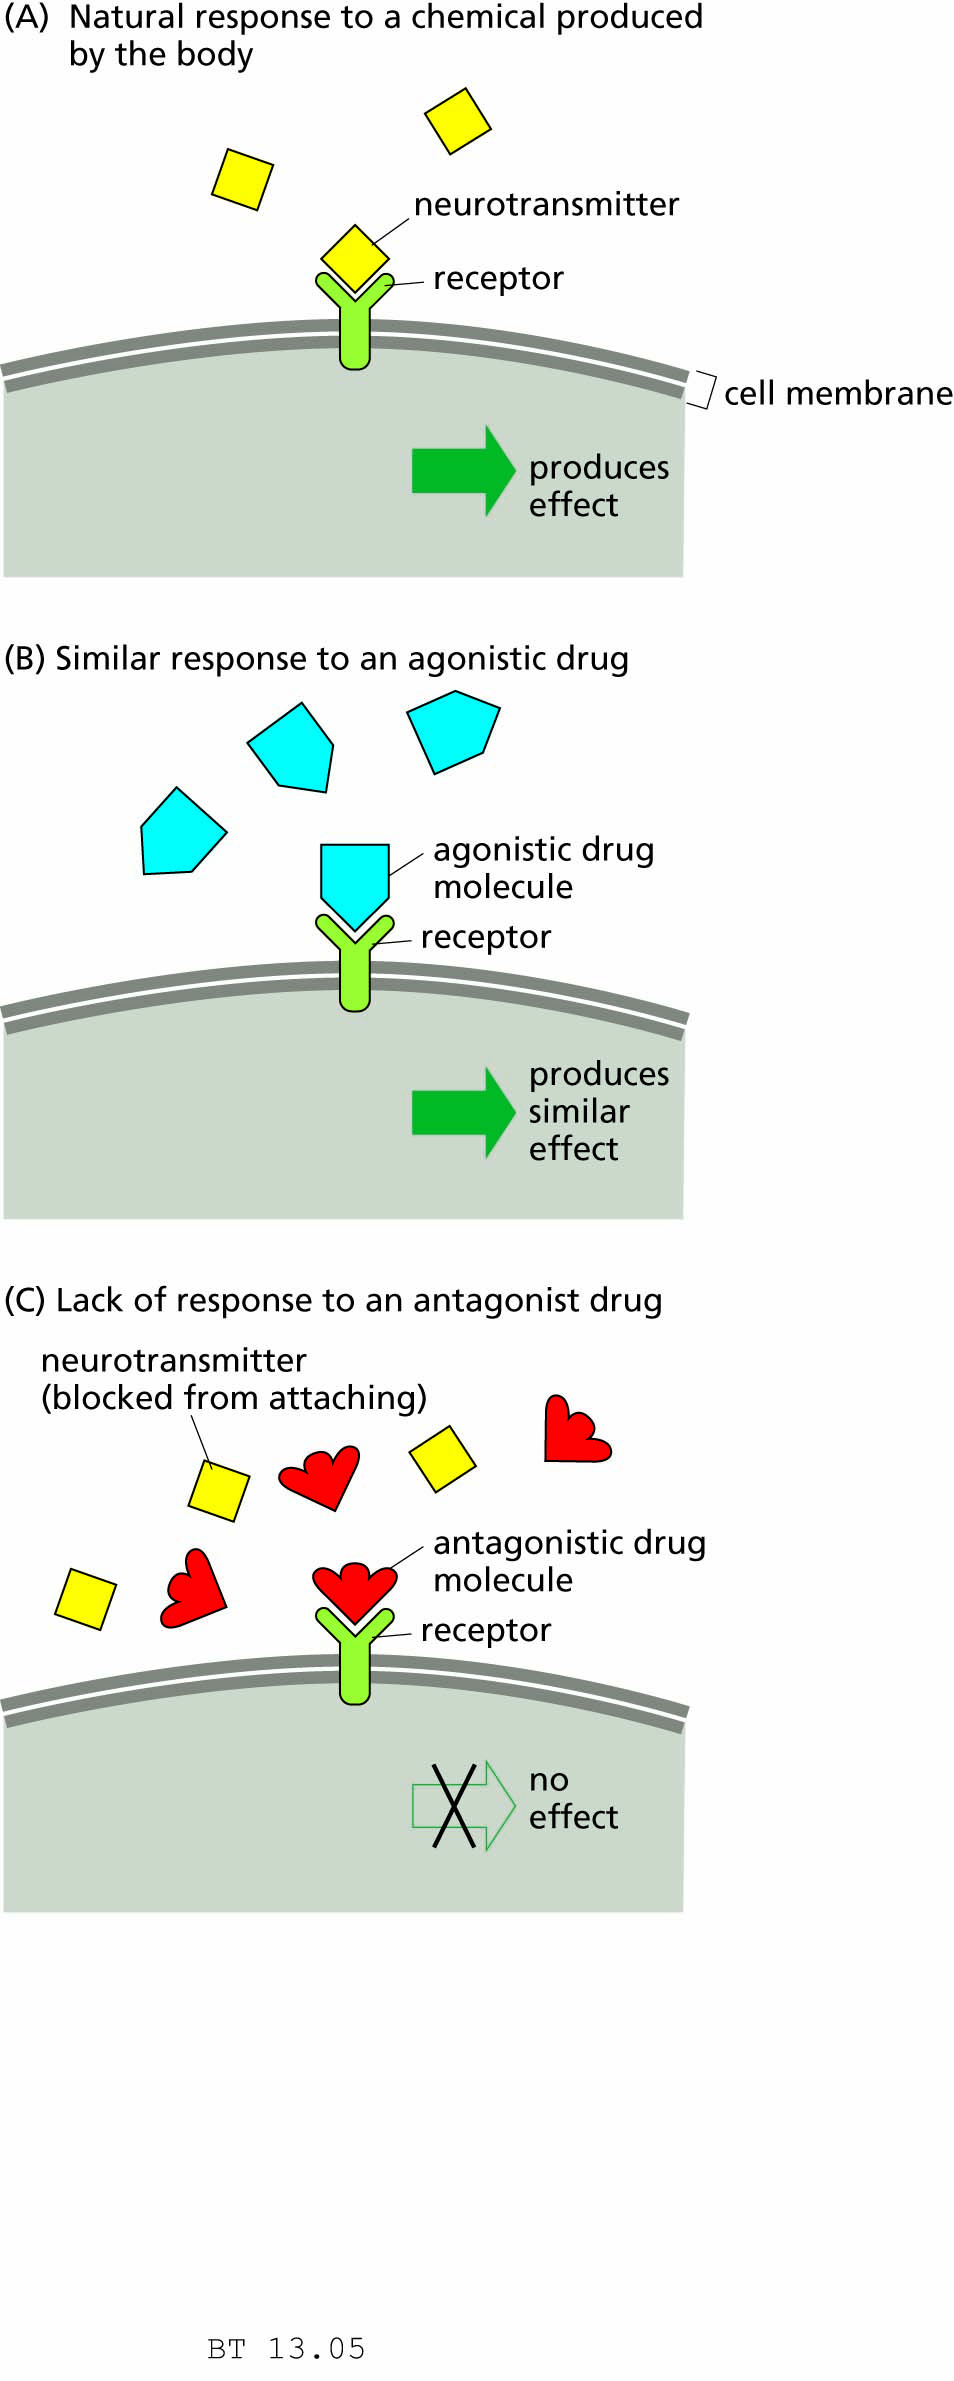 (A) Natural response to a chemical produced
by the body
neurotransmitter
receptor
cell membrane
produces
effect
(B) Similar response to an agonistic drug
agonistic drug
molecule
receptor
produces
similar
effect
(C) Lack of response to an antagonist drug
neurotransmitter
(blocked from attaching)
antagonistic drug
molecule
receptor
no
effect
BT 13.05